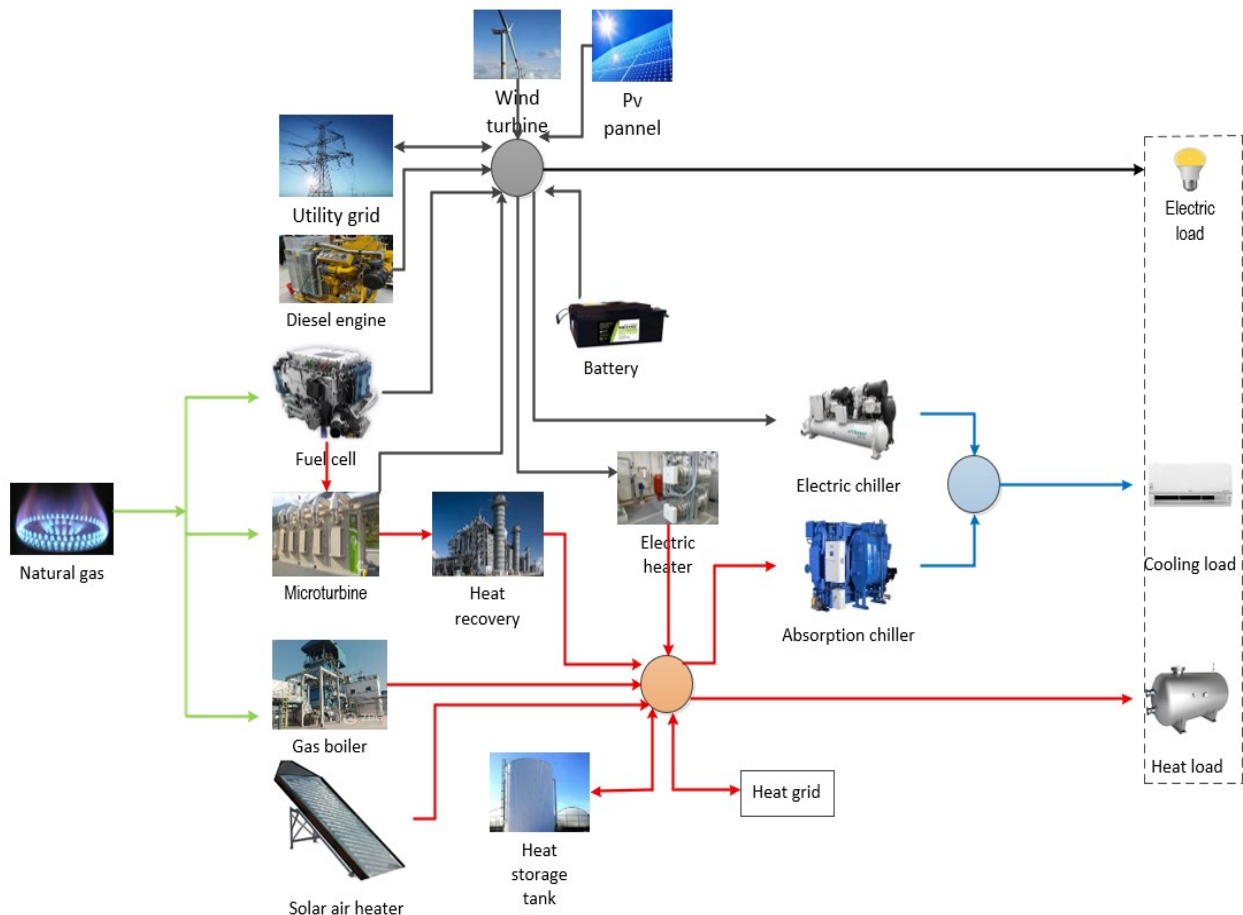 Wind
turbine
Pv
pannel
Utility grid
Electric
load
Diesel engine
Battery
Fuel cell
Electric chiller
Natural gas
Microturbine
Heat
recovery
Electric
heater
Cooling load
Absorption chiller
Gas boiler
Heat grid
Heat load
Heat
storage
tank
Solar air heater